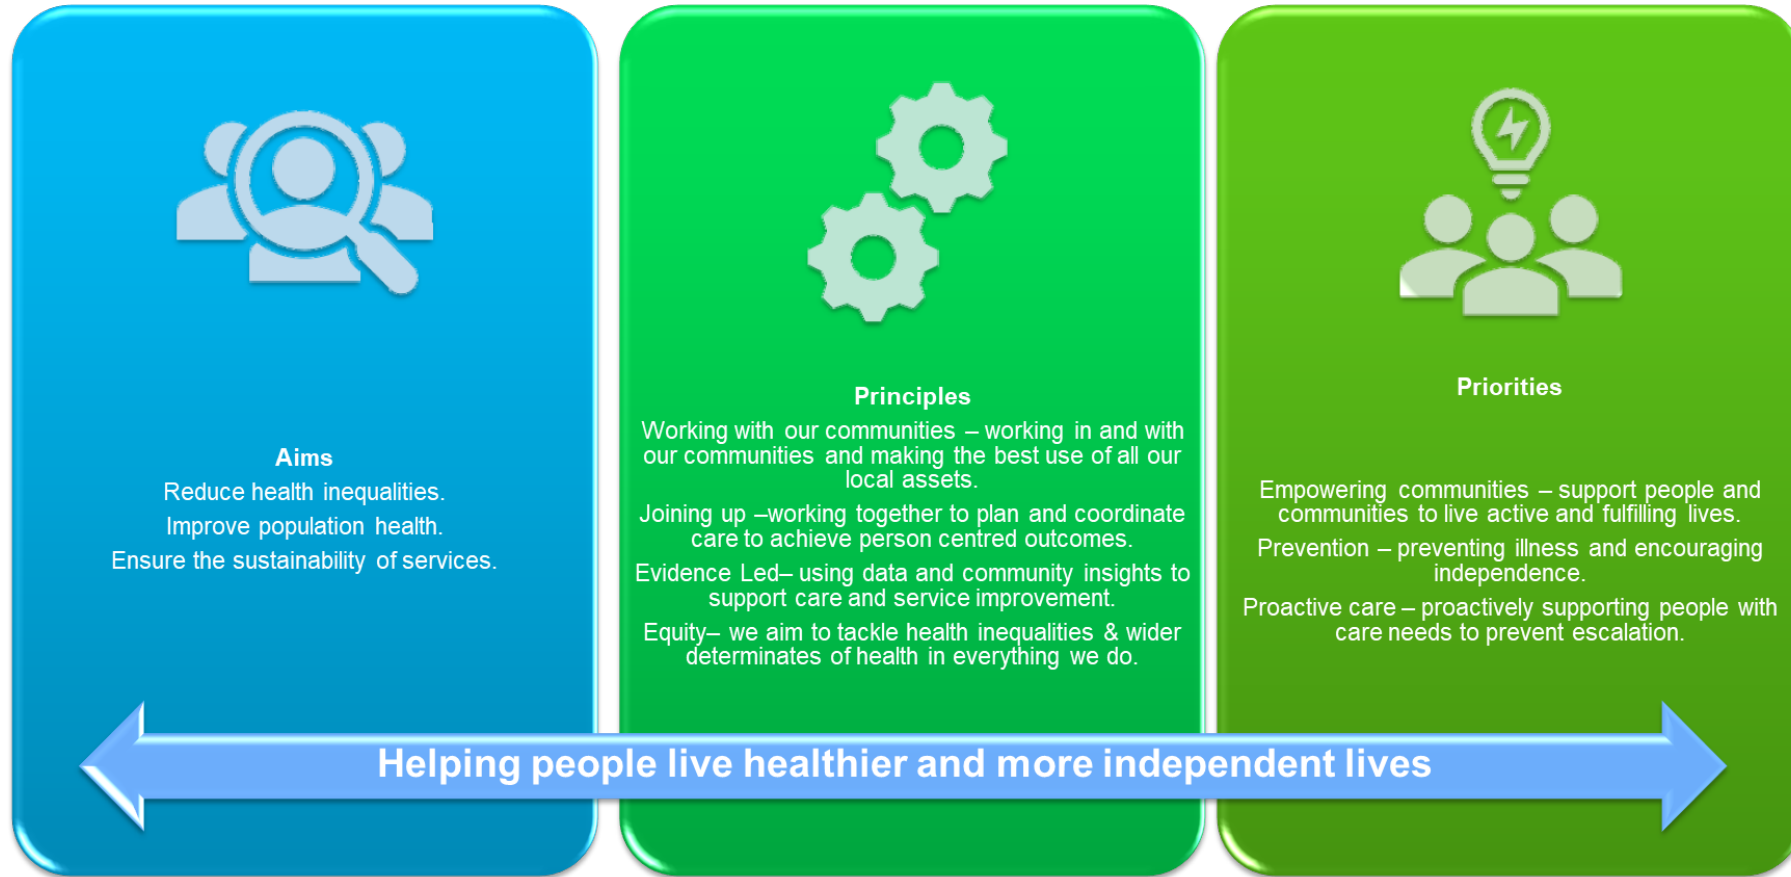 Aims
Reduce health inequalities.
Improve population health.
Ensure the sustainability of services.
Principles
Working with our communities – working in and with
our communities and making the best use of all our
local assets.
Joining up –working together to plan and coordinate
care to achieve person centred outcomes.
Evidence Led– using data and community insights to
support care and service improvement.
Equity– we aim to tackle health inequalities & wider
determinates of health in everything we do.
Priorities
Empowering communities – support people and
communities to live active and fulfilling lives.
Prevention – preventing illness and encouraging
independence.
Proactive care – proactively supporting people with
care needs to prevent escalation.
Helping people live healthier and more independent lives